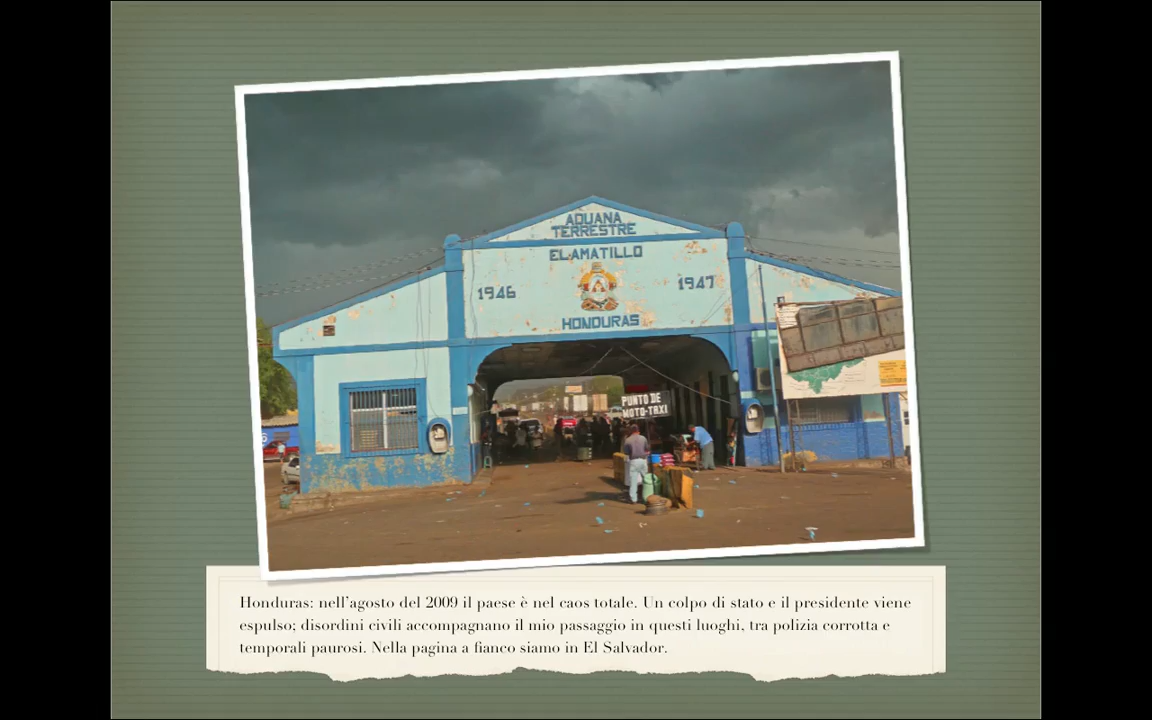 ADUANA
TERRESTRE
EL AMATILLO
1946
1947
HONDURAS
PUNTO DE
MOTO-TAXI
Honduras: nell'agosto del 2009 il paese è nel caos totale. Un colpo di stato e il presidente viene
espulso; disordini civili accompagnano il mio passaggio in questi luoghi, tra polizia corrotta e
temporali paurosi. Nella pagina a fianco siamo in El Salvador.